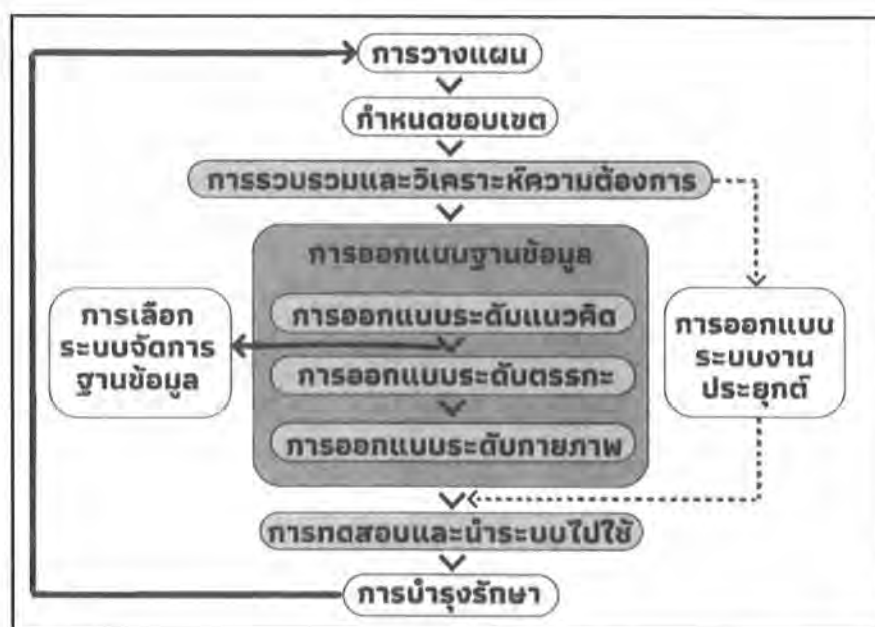 การวางแผน
กำหนดขอบเขต
การรวบรวมและวิเคราะห์ความต้องการ
การออกแบบฐานข้อมูล
การออกแบบระดับแนวคิด
การเลือก
ระบบจัดการ
ฐานข้อมูล
การออกแบบระดับตรรกะ
การออกแบบระดับกายภาพ
การออกแบบ
ระบบงาน
ประยุกต์
การทดสอบและนำระบบไปใช้
การบำรุงรักษา